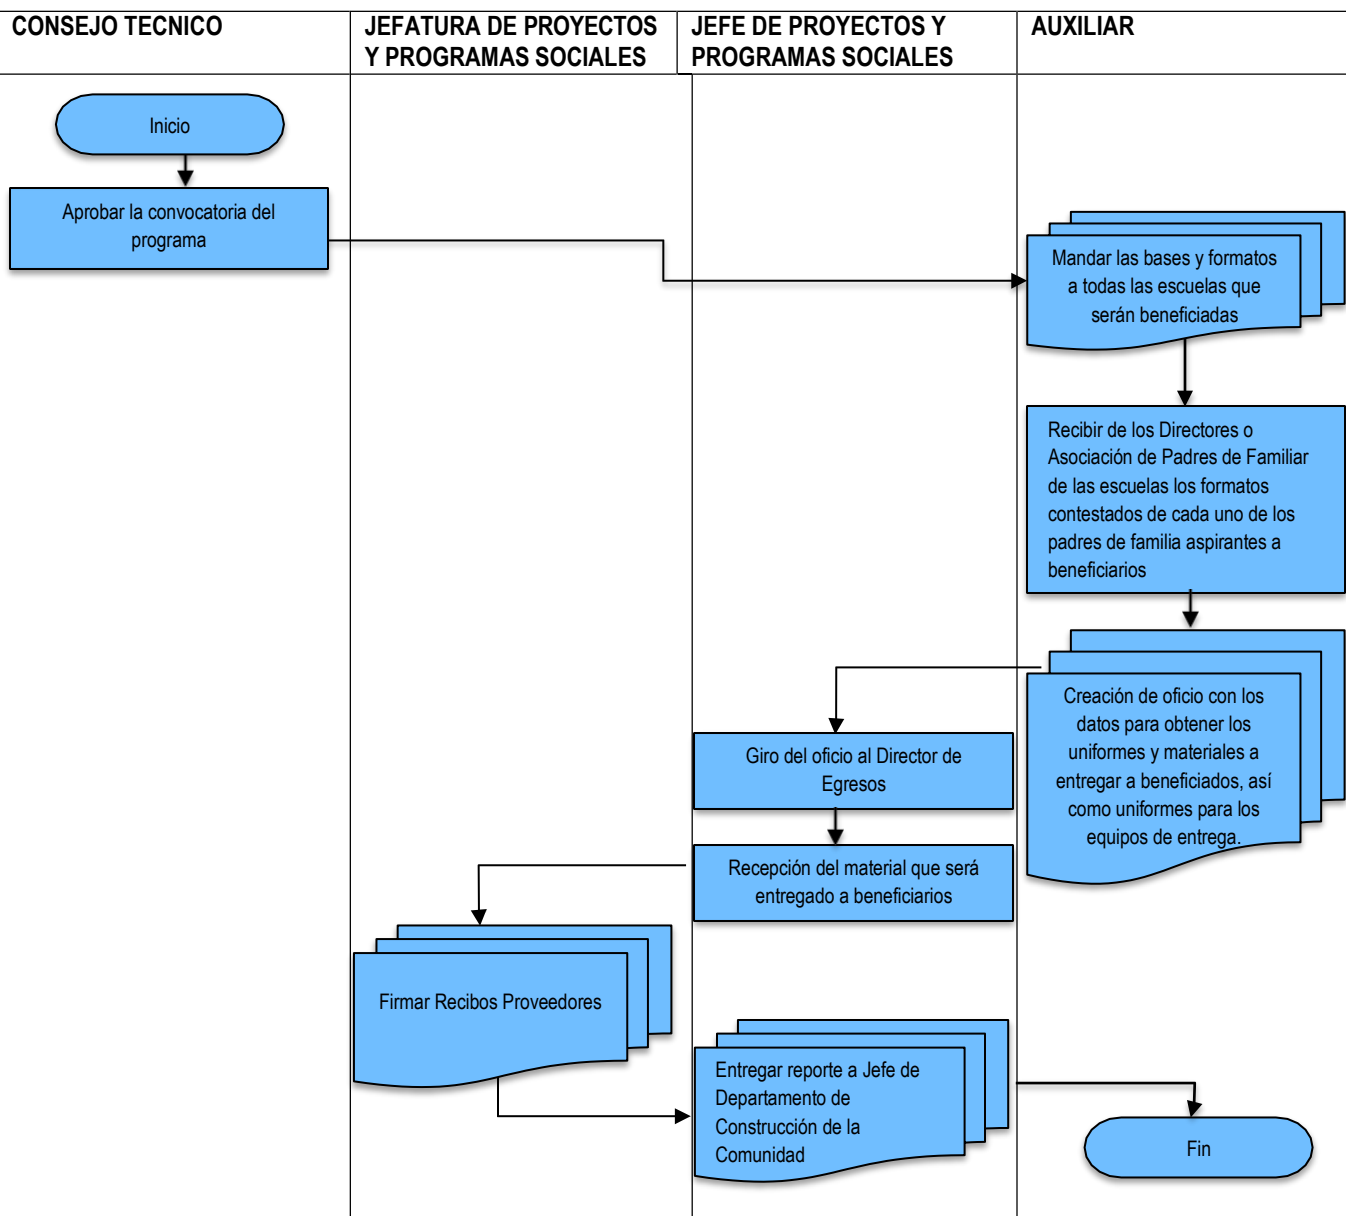 CONSEJO TECNICO
JEFATURA DE PROYECTOS
Y PROGRAMAS SOCIALES
JEFE DE PROYECTOS Y
PROGRAMAS SOCIALES
AUXILIAR
Inicio
Aprobar la convocatoria del
programa
Mandar las bases y formatos
a todas las escuelas que
serán beneficiadas
Recibir de los Directores o
Asociación de Padres de Familiar
de las escuelas los formatos
contestados de cada uno de los
padres de familia aspirantes a
beneficiarios
Creación de oficio con los
datos para obtener los
uniformes y materiales a
entregar a beneficiados, así
como uniformes para los
equipos de entrega.
Giro del oficio al Director de
Egresos
Recepción del material que será
entregado a beneficiarios
Firmar Recibos Proveedores
Entregar reporte a Jefe de
Departamento de
Construcción de la
Comunidad
Fin